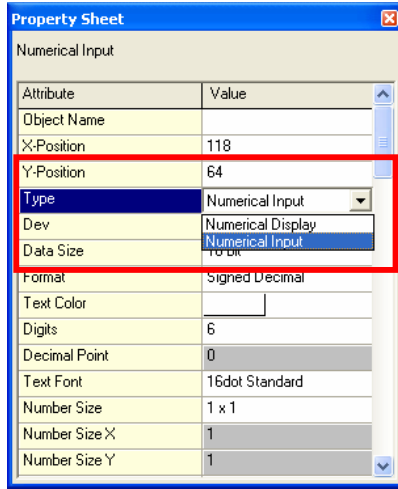 Property Sheet
Numerical Input
Attribute Value
Object Name
X-Position 118
Y-Position 64
Type Numerical Input
Dev Numerical Display
Numerical Input
Data Size 16 bit
Format Signed Decimal
Text Color
Digits 6
Decimal Point 0
Text Font 16dot Standard
Number Size 1 x 1
Number Size X 1
Number Size Y 1